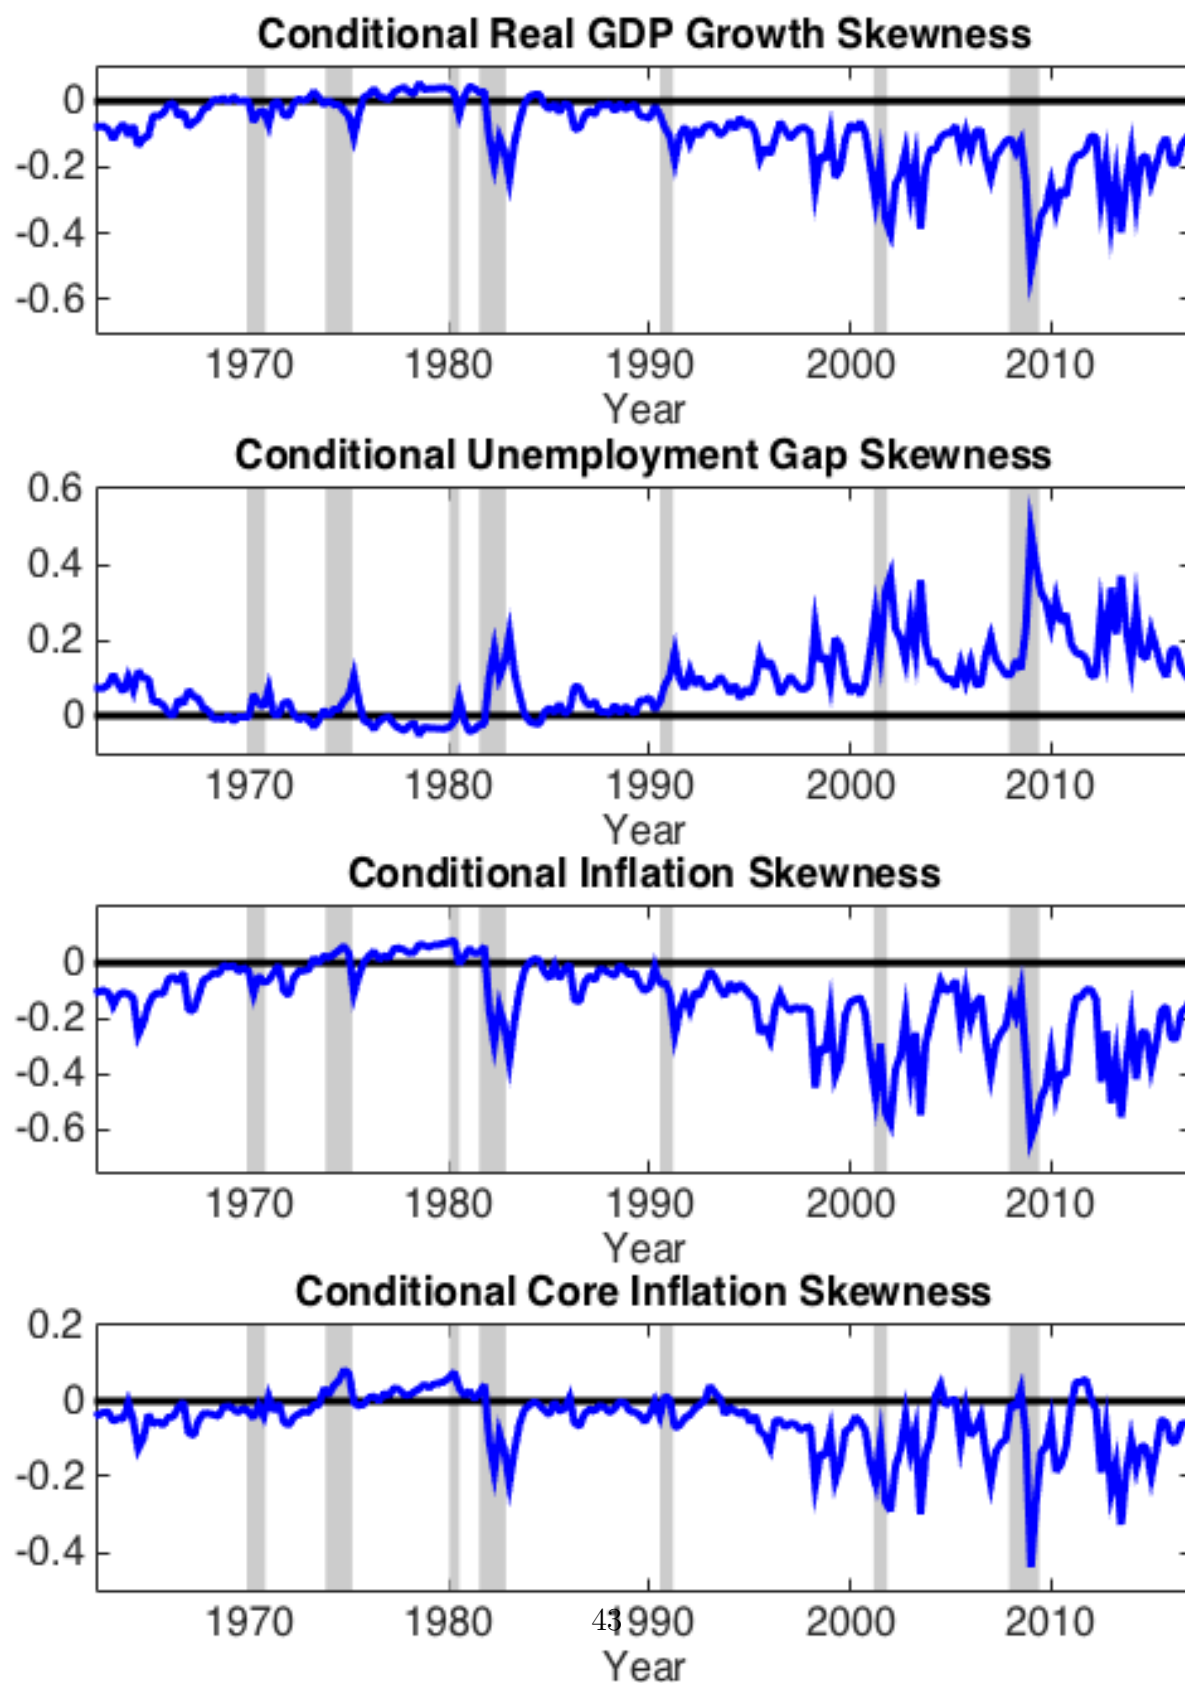 Conditional Real GDP Growth Skewness
0
-0.2
-0.4
-0.6
1970 1980 1990 2000 2010
Year
Conditional Unemployment Gap Skewness
0.6
0.4
0.2
0
1970 1980 1990 2000 2010
Year
Conditional Inflation Skewness
0
-0.2
-0.4
-0.6
1970 1980 1990 2000 2010
Year
Conditional Core Inflation Skewness
0.2
0
-0.2
-0.4
1970 1980 43 1990 2000 2010
Year